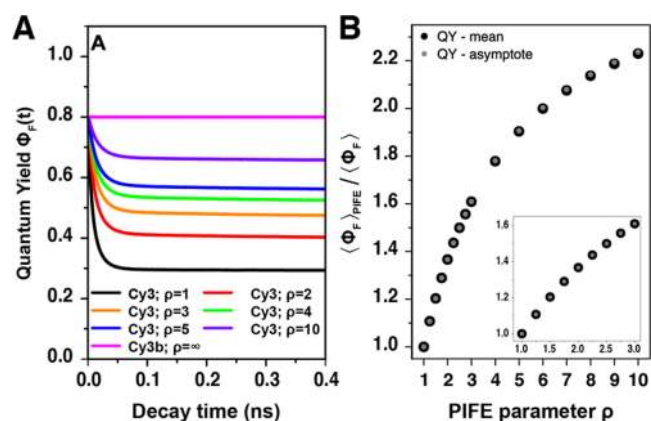 A
A
Quantum Yield ΦF(t)
1.0
0.8
0.6
0.4
0.2
0.0
Cy3; ρ=1 Cy3; ρ=2
Cy3; ρ=3 Cy3; ρ=4
Cy3; ρ=5 Cy3; ρ=10
Cy3b; ρ=∞
0.0 0.1 0.2 0.3 0.4
Decay time (ns)
B
QY - mean
QY - asymptote
⟨ΦF⟩PIFE / ⟨ΦF⟩
2.2
2.0
1.8
1.6
1.4
1.2
1.0
1.6
1.4
1.2
1.0
1.0 1.5 2.0 2.5 3.0
1 2 3 4 5 6 7 8 9 10
PIFE parameter ρ